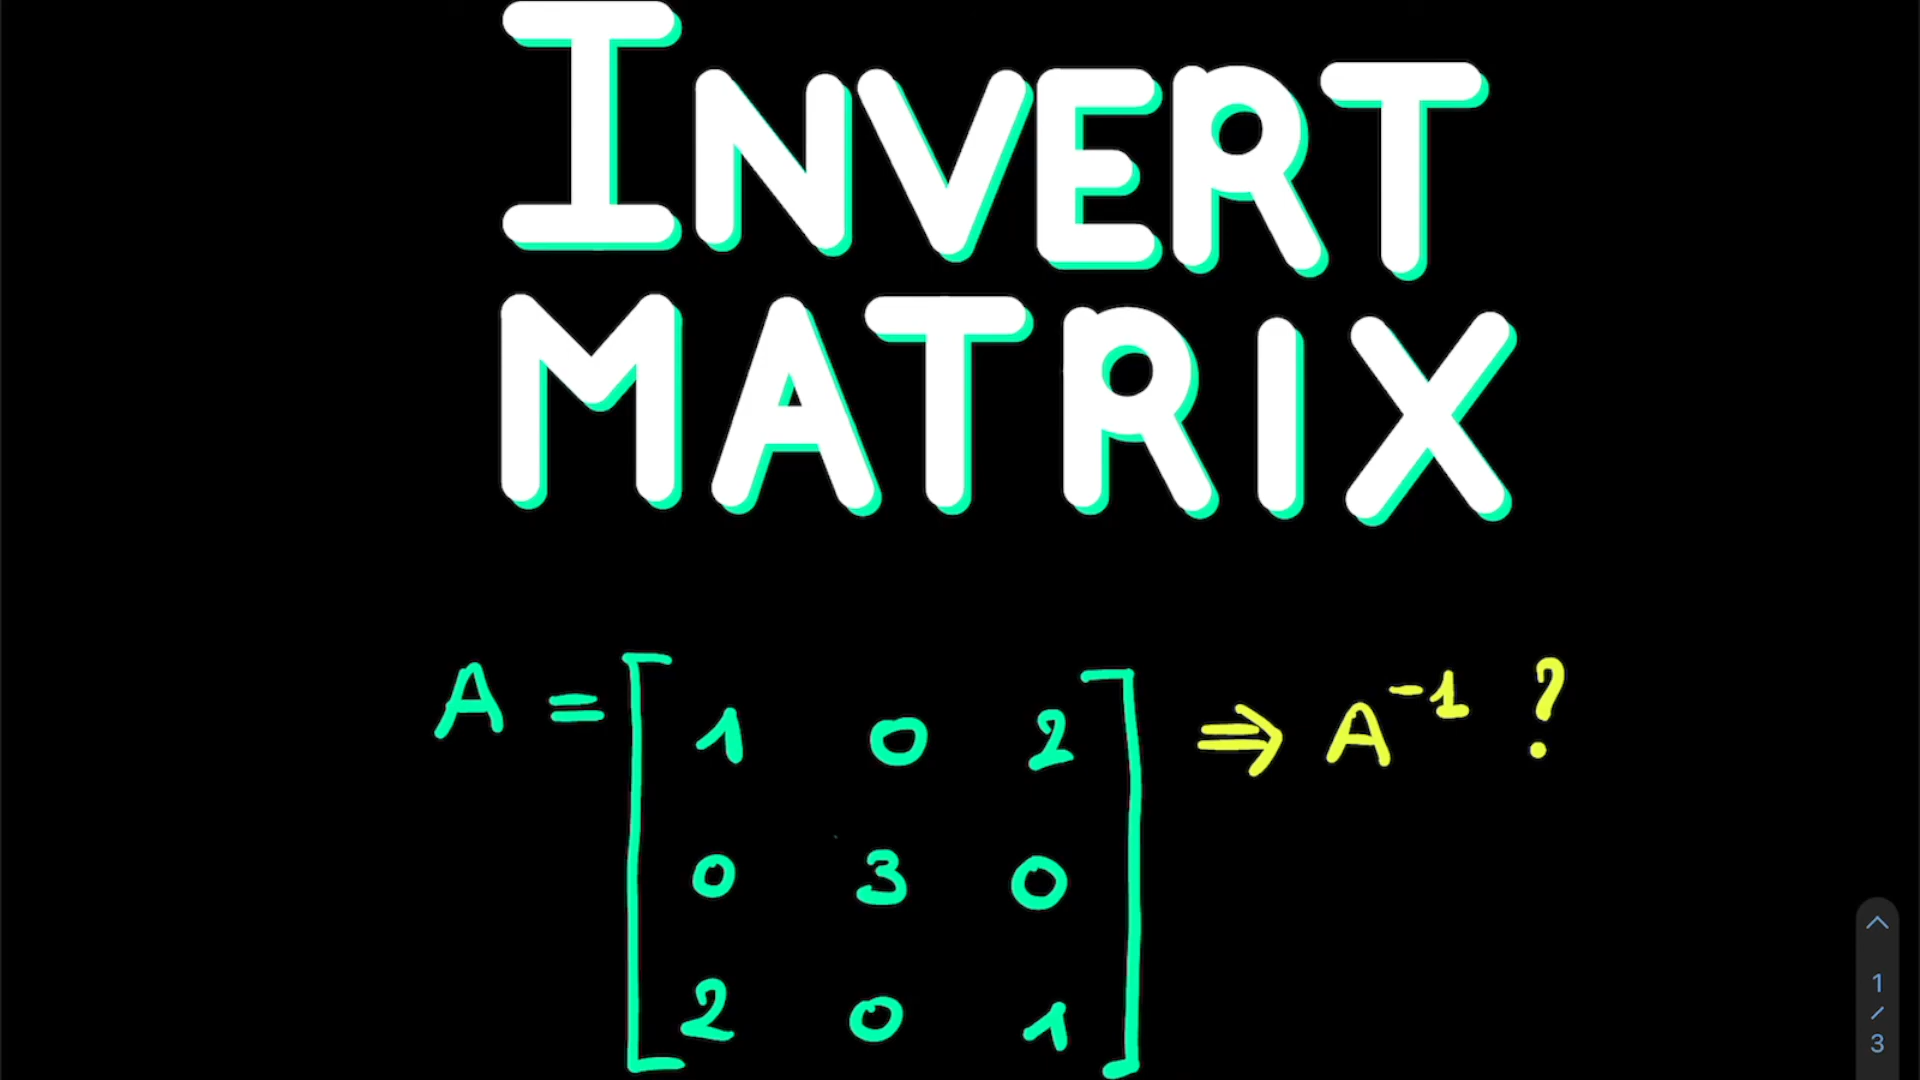 INVERT
MATRIX
A = [ 1 0 2 ⇒ A⁻¹ ?
0 3 0
2 0 1 ]
1
/
3